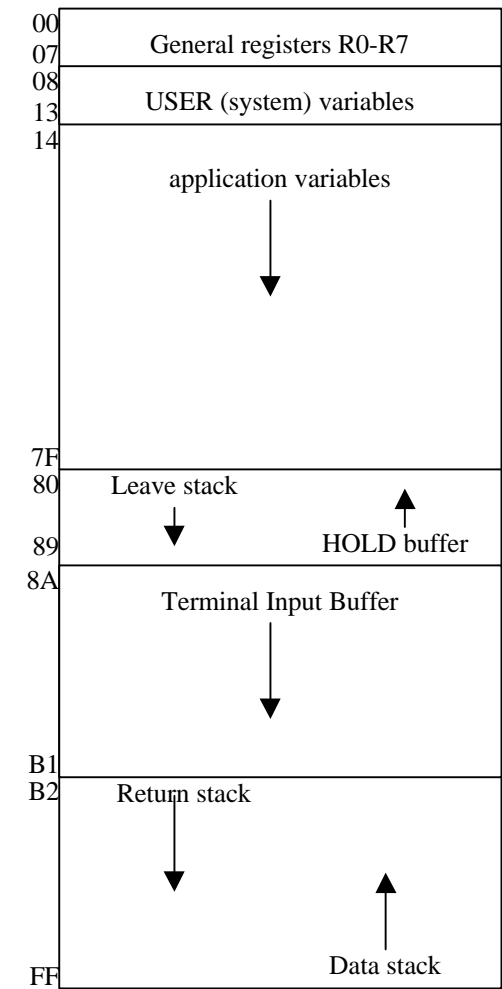 00
General registers R0-R7
07
08
USER (system) variables
13
14
application variables
7F
80 Leave stack
89 HOLD buffer
8A
Terminal Input Buffer
B1
B2 Return stack
Data stack
FF